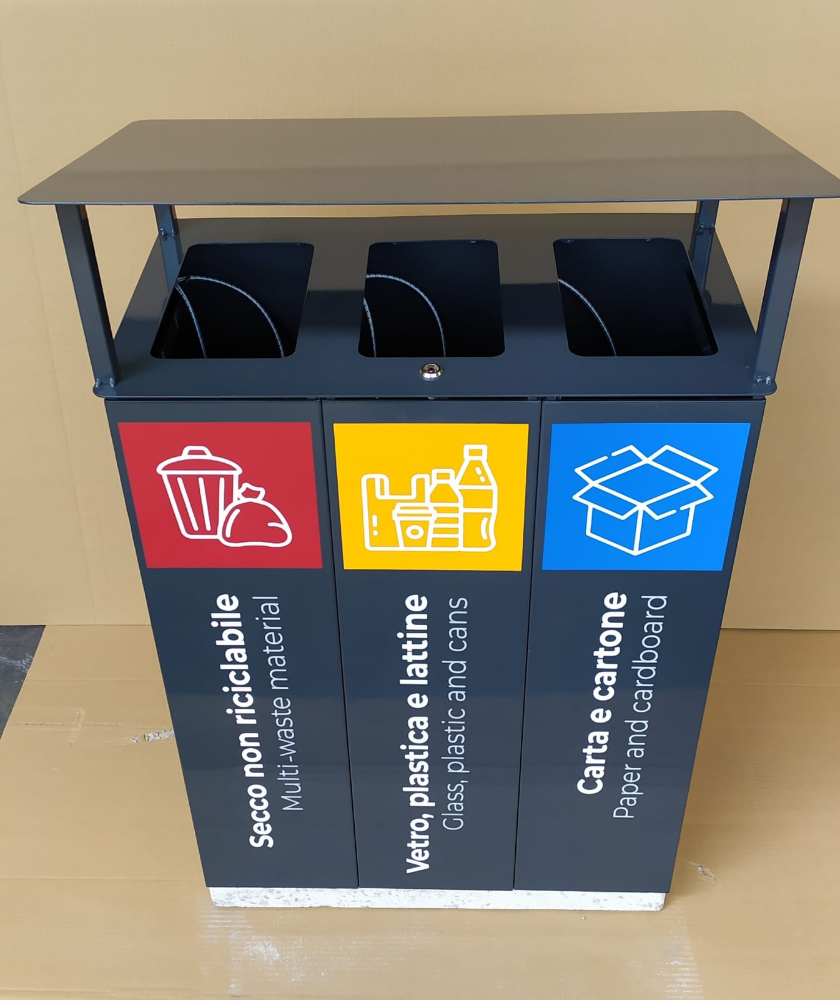 Secco non riciclabile
Multi-waste material
Vetro, plastica e lattine
Glass, plastic and cans
Carta e cartone
Paper and cardboard